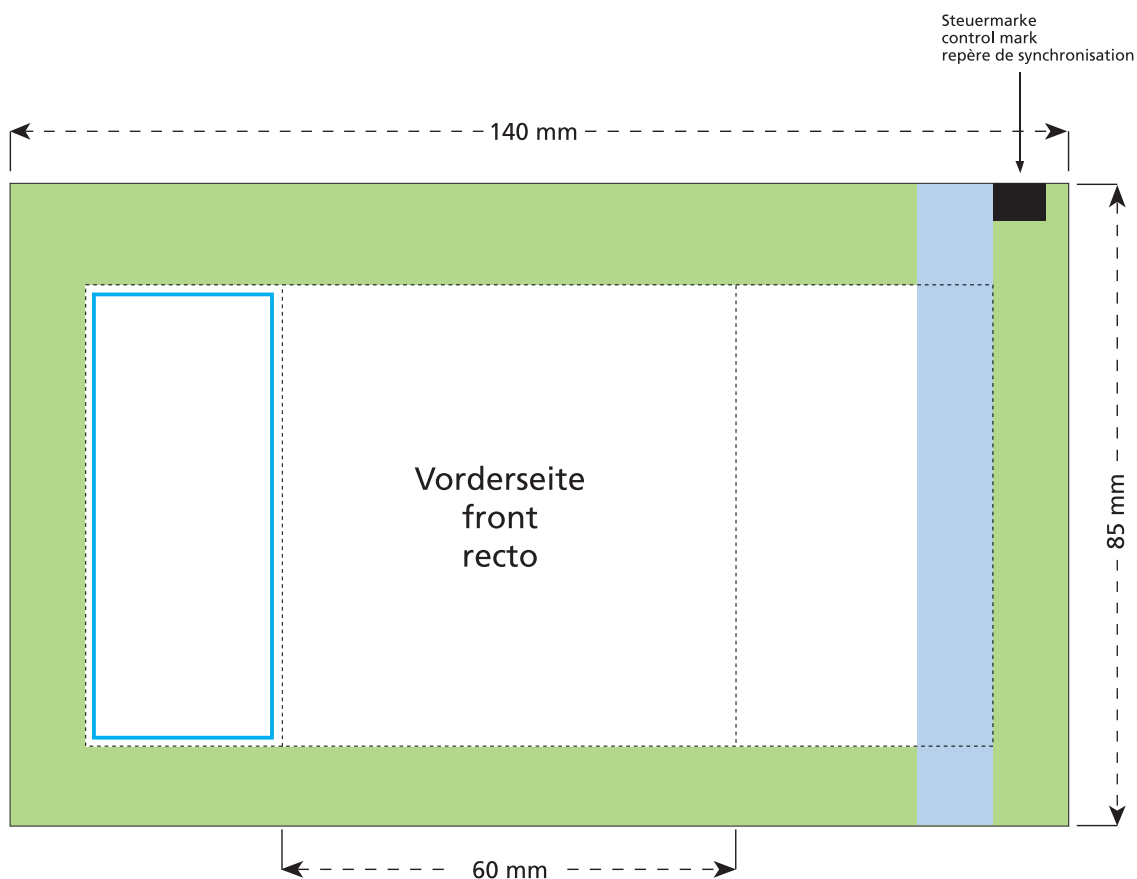 Steuermarke
control mark
repère de synchronisation
140 mm
Vorderseite
front
recto
85 mm
60 mm